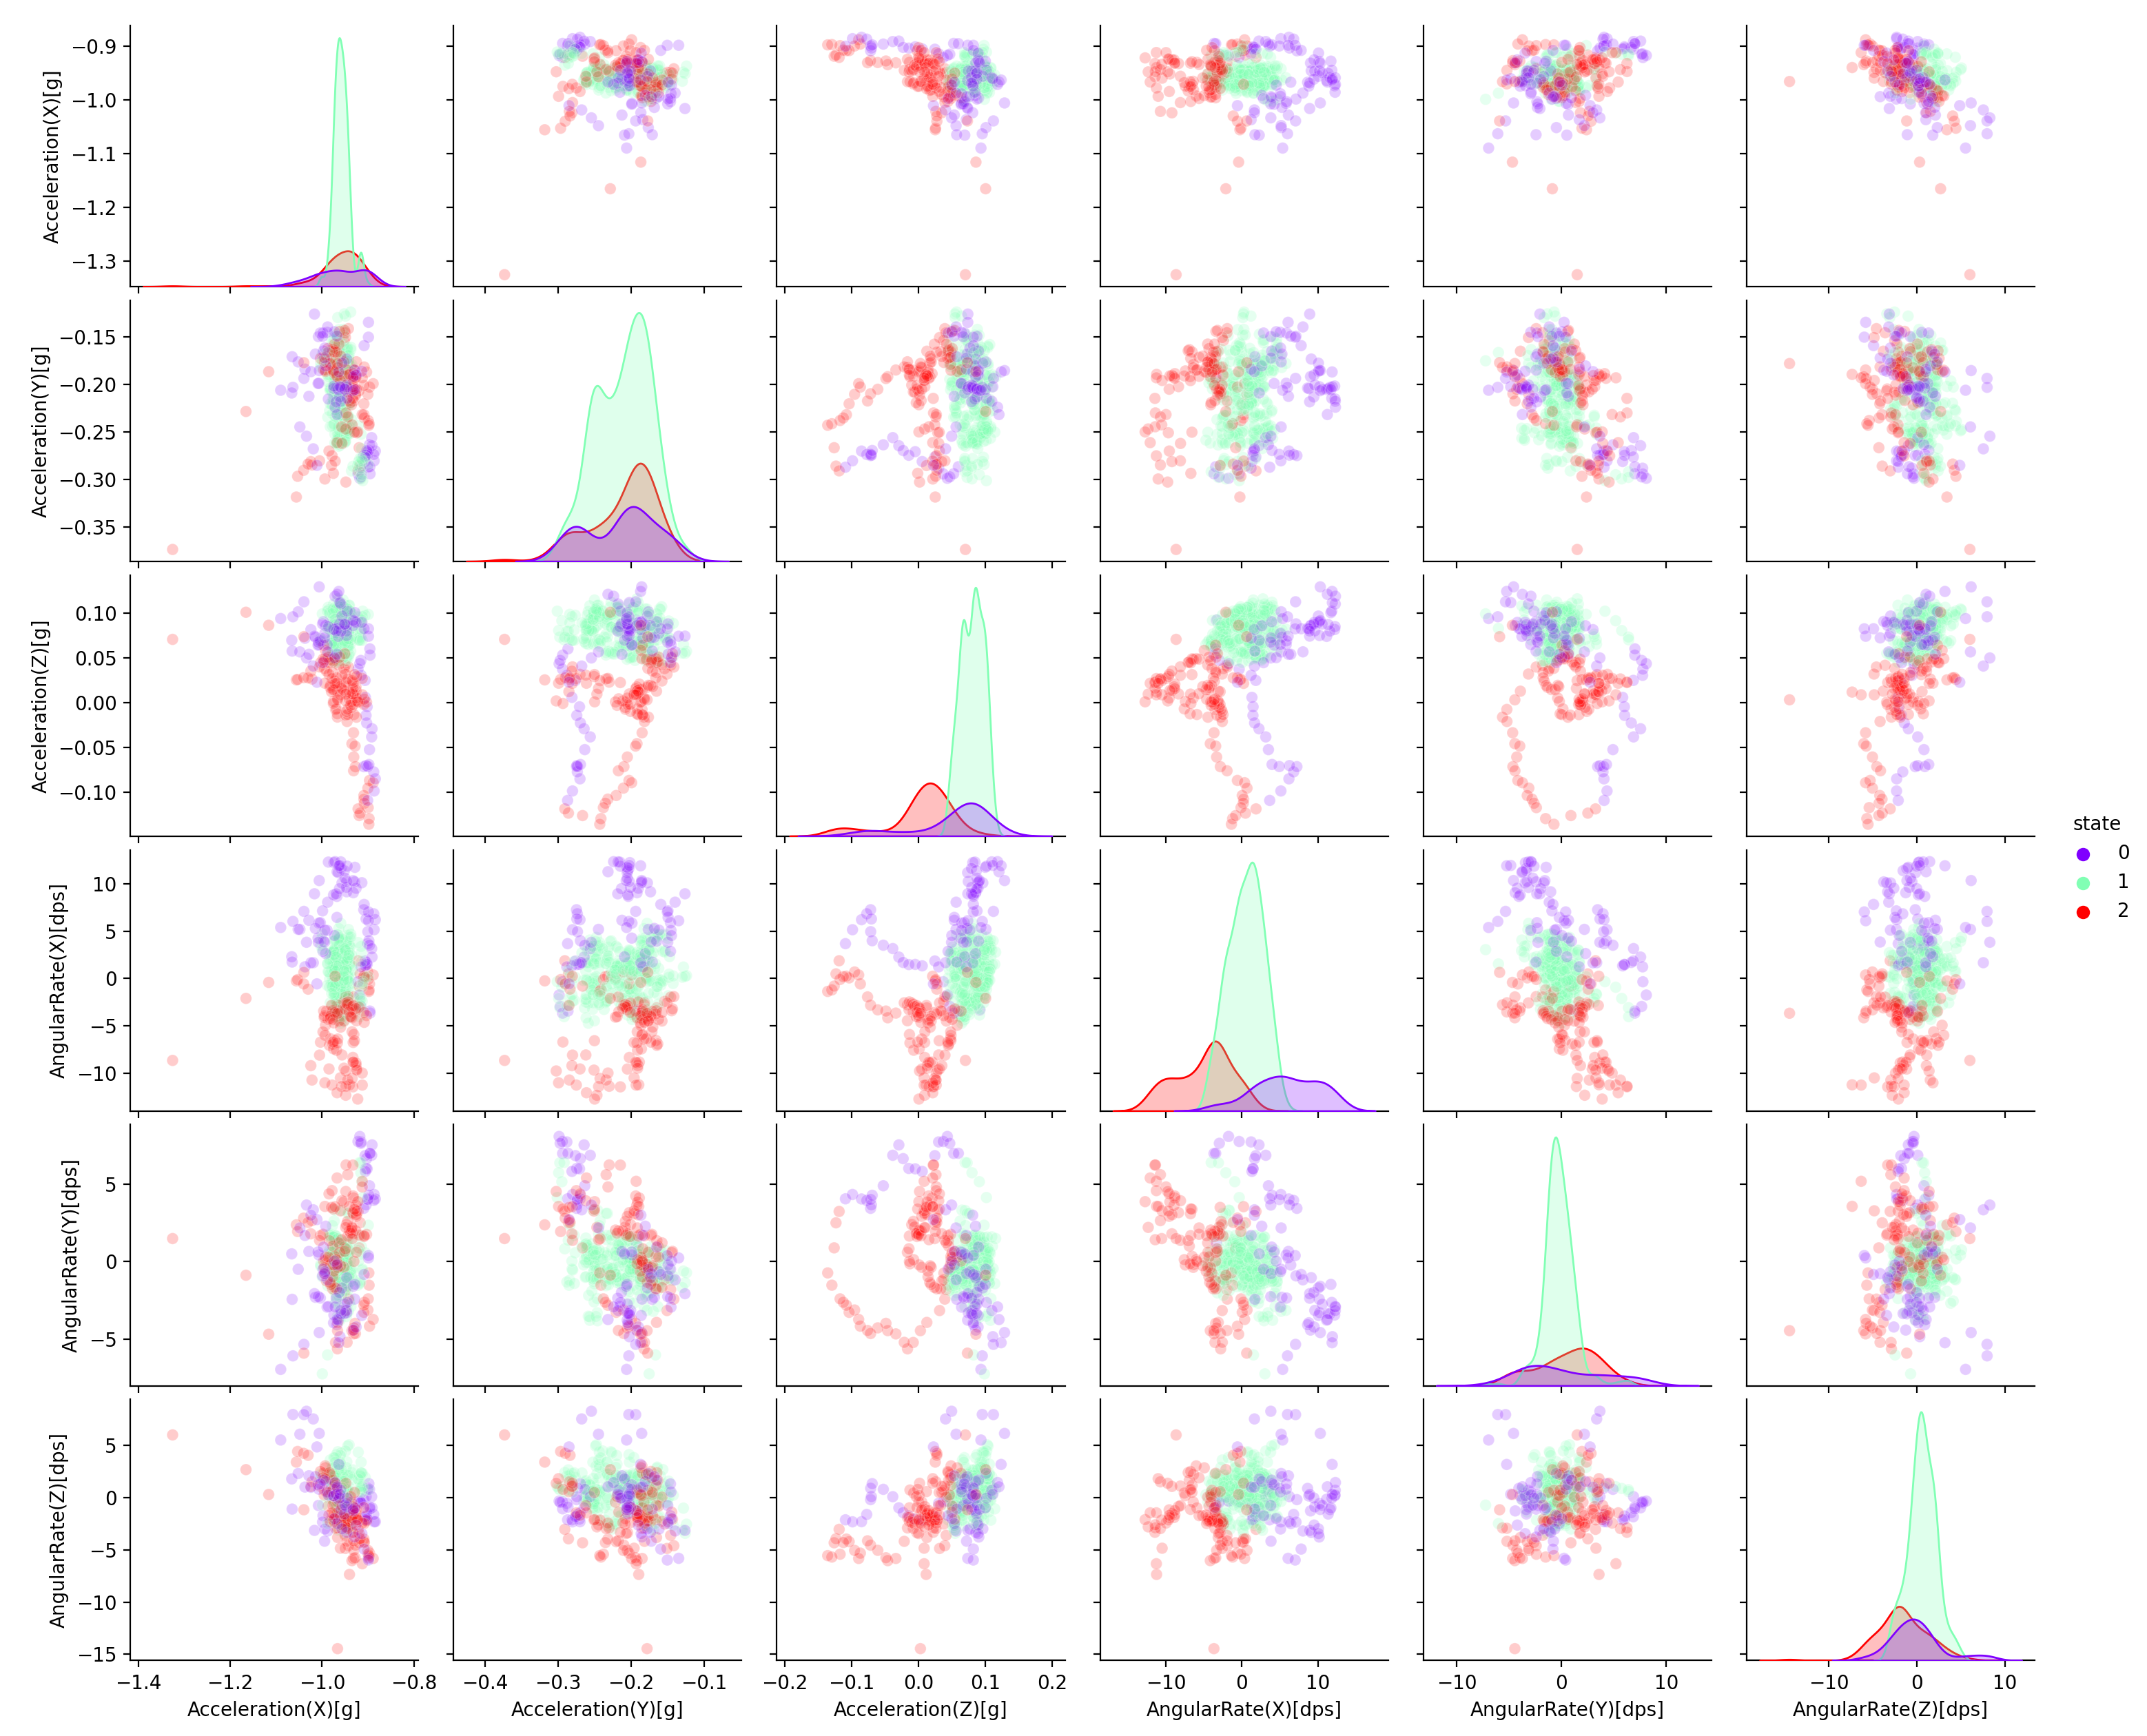 Acceleration(X)[g]
−0.9
−1.0
−1.1
−1.2
−1.3
Acceleration(Y)[g]
−0.15
−0.20
−0.25
−0.30
−0.35
Acceleration(Z)[g]
0.10
0.05
0.00
−0.05
−0.10
AngularRate(X)[dps]
10
5
0
−5
−10
AngularRate(Y)[dps]
5
0
−5
AngularRate(Z)[dps]
5
0
−5
−10
−15
−1.4 −1.2 −1.0 −0.8
Acceleration(X)[g]
−0.4 −0.3 −0.2 −0.1
Acceleration(Y)[g]
−0.2 −0.1 0.0 0.1 0.2
Acceleration(Z)[g]
−10 0 10
AngularRate(X)[dps]
−10 0 10
AngularRate(Y)[dps]
−10 0 10
AngularRate(Z)[dps]
state
0
1
2